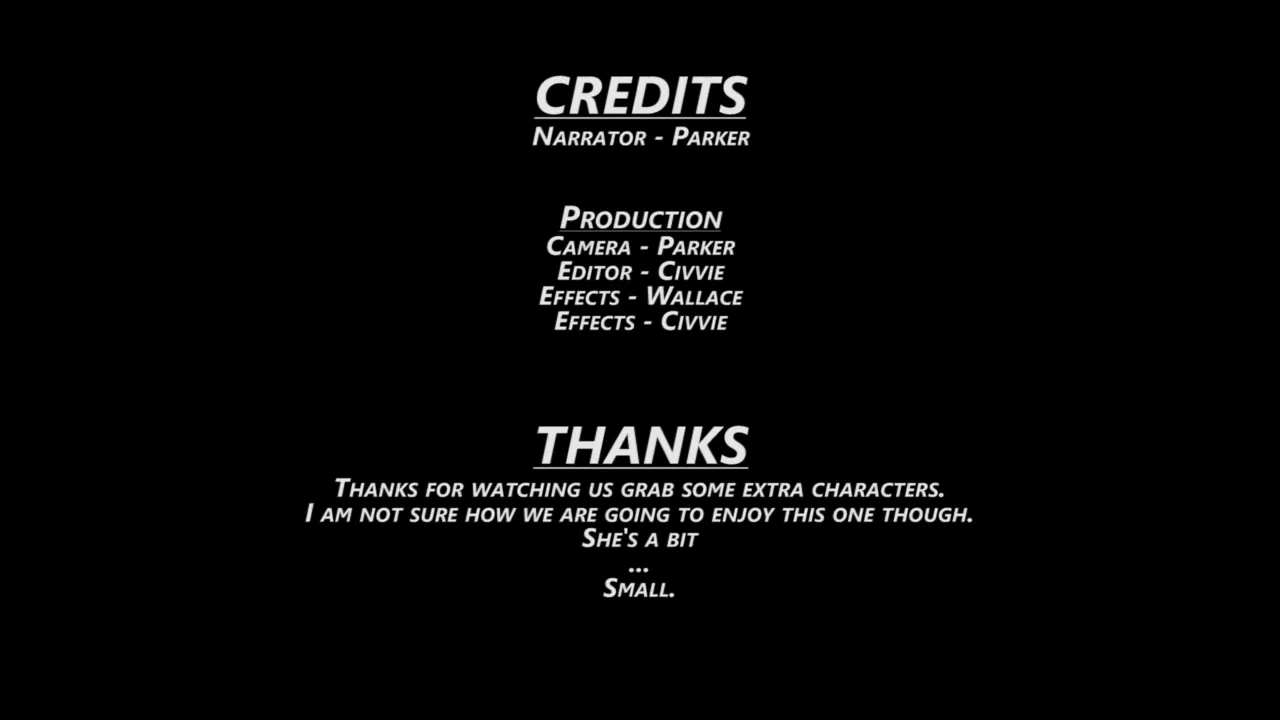 CREDITS
NARRATOR - PARKER
PRODUCTION
CAMERA - PARKER
EDITOR - CIVVIE
EFFECTS - WALLACE
EFFECTS - CIVVIE
THANKS
THANKS FOR WATCHING US GRAB SOME EXTRA CHARACTERS.
I AM NOT SURE HOW WE ARE GOING TO ENJOY THIS ONE THOUGH.
SHE'S A BIT
...
SMALL.